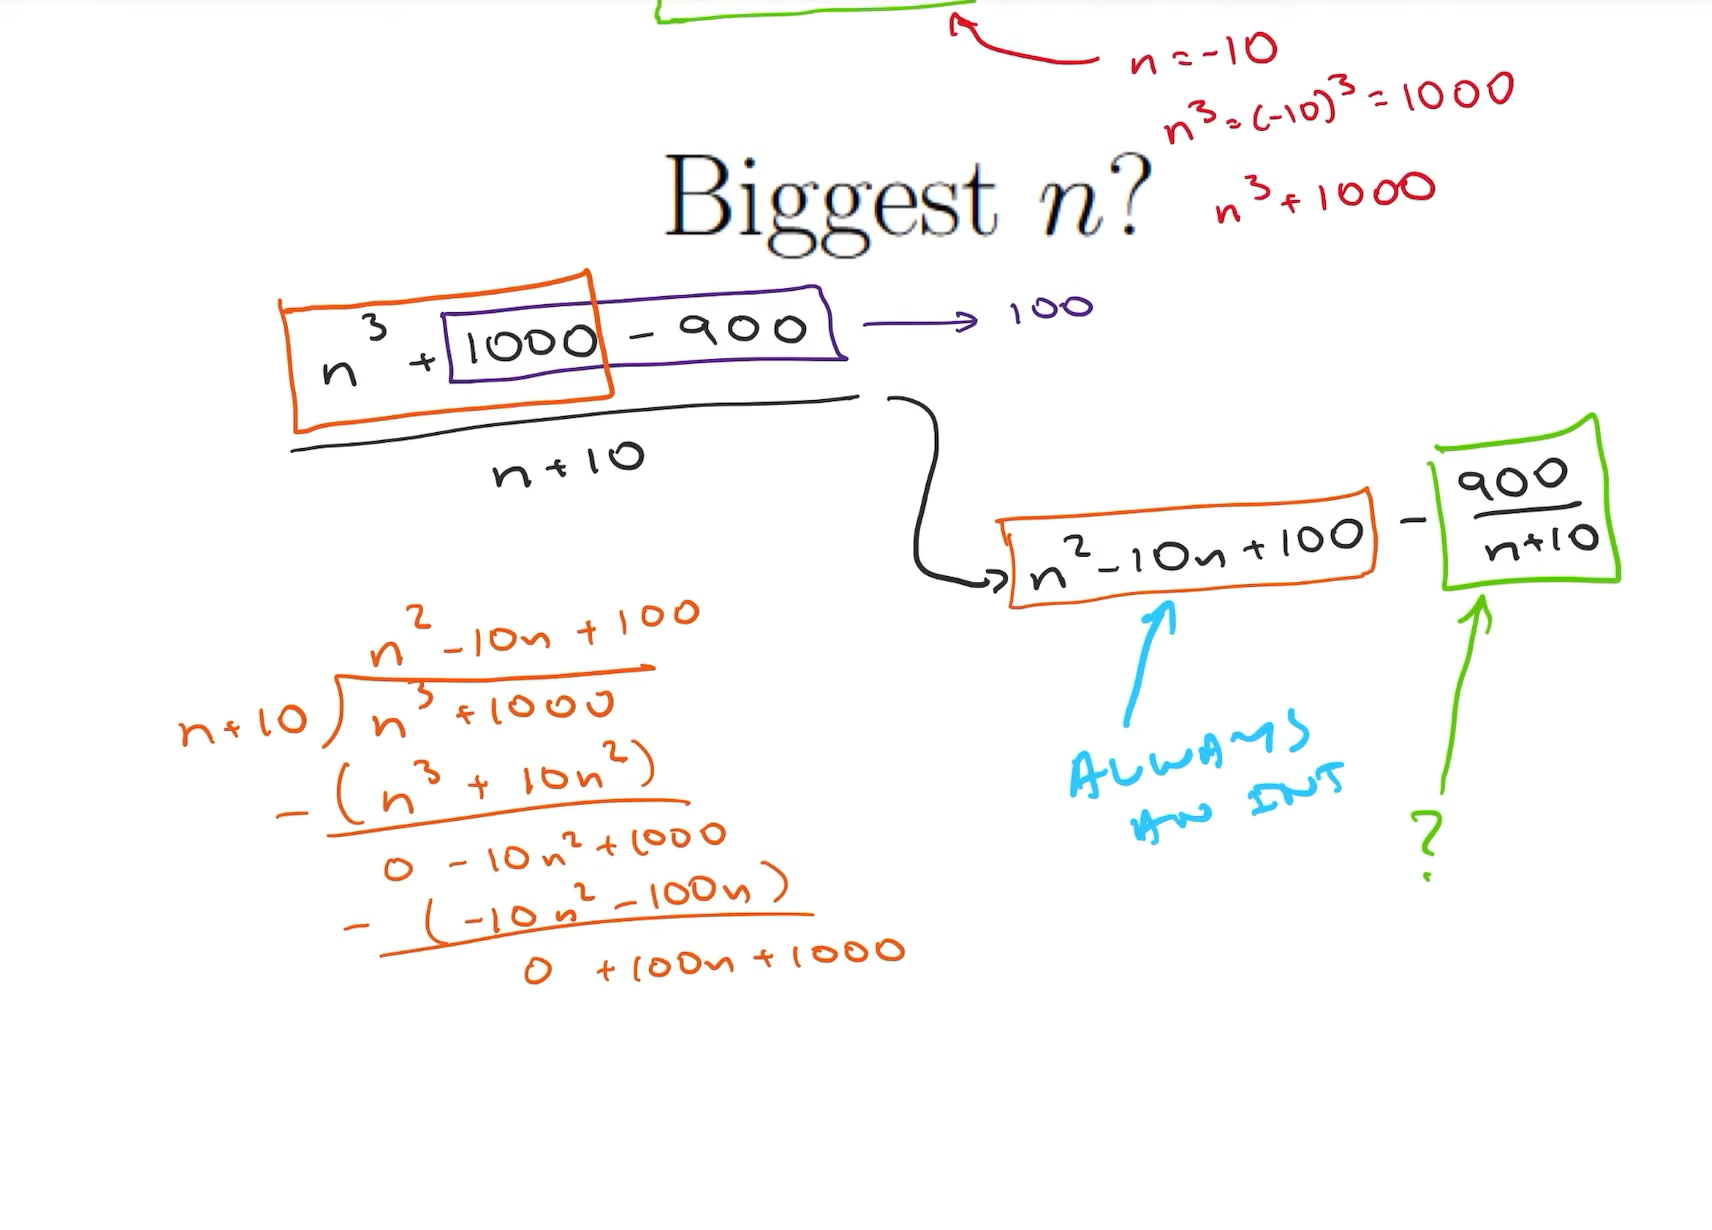 n = -10
n³ = (-10)³ = 1000
Biggest n?
n³ + 1000
n³ + 1000 - 900 → 100
n + 10
n² - 10n + 100 - 900
n+10
n² - 10n + 100
n+10 ) n³ + 1000
- (n³ + 10n²)
0 - 10n² + 1000
- (-10n² - 100n)
0 + 100n + 1000
ALWAYS
AN INT
?